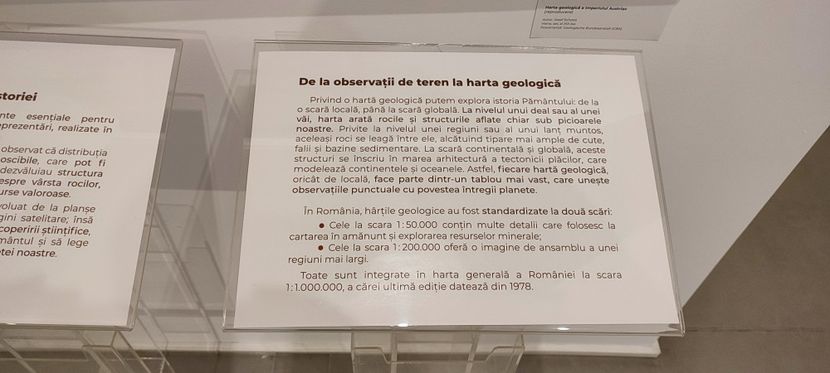 Harta geologică a Imperiului Austriac
(reproducere)
storiei
nte esențiale pentru
eprezentări, realizate în
observat că distribuția
oscibile, care pot fi
dezvăluiau structura
espre vârsta rocilor,
urse valoroase.
voluat de la planșe
gini satelitare; însă
coperirii științifice,
mântul și să lege
tei noastre.
De la observații de teren la harta geologică
Privind o hartă geologică putem explora istoria Pământului: de la
o scară locală, până la scară globală. La nivelul unui deal sau al unei
văi, harta arată rocile și structurile aflate chiar sub picioarele
noastre. Privite la nivelul unei regiuni sau al unui lanț muntos,
aceleași roci se leagă între ele, alcătuind tipare mai ample de cute,
falii și bazine sedimentare. La scară continentală și globală, aceste
structuri se înscriu în marea arhitectură a tectonicii plăcilor, care
modelează continentele și oceanele. Astfel, fiecare hartă geologică,
oricât de locală, face parte dintr-un tablou mai vast, care unește
observațiile punctuale cu povestea întregii planete.
În România, hărțile geologice au fost standardizate la două scări:
● Cele la scara 1:50.000 conțin multe detalii care folosesc la
cartarea în amănunt și explorarea resurselor minerale;
● Cele la scara 1:200.000 oferă o imagine de ansamblu a unei
regiuni mai largi.
Toate sunt integrate în harta generală a României la scara
1:1.000.000, a cărei ultimă ediție datează din 1978.